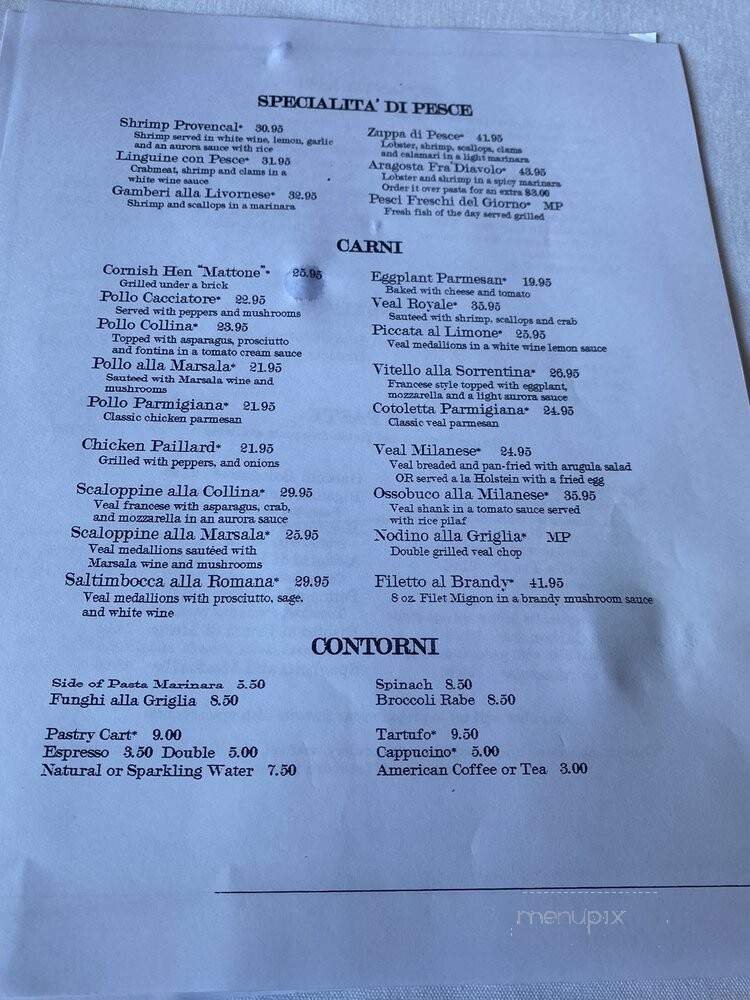 SPECIALITA' DI PESCE
Shrimp Provencal* 30.95
Shrimp served in white wine, lemon, garlic
and an aurora sauce with rice
Linguine con Pesce* 31.95
Crabmeat, shrimp and clams in a
white wine sauce
Gamberi alla Livornese* 32.95
Shrimp and scallops in a marinara
Zuppa di Pesce* 41.95
Lobster, shrimp, scallops, clams
and calamari in a light marinara
Aragosta Fra'Diavolo* 43.95
Lobster and shrimp in a spicy marinara
Order it over pasta for an extra $3.00
Pesci Freschi del Giorno* MP
Fresh fish of the day served grilled
CARNI
Cornish Hen "Mattone"* 25.95
Grilled under a brick
Pollo Cacciatore* 22.95
Served with peppers and mushrooms
Pollo Collina* 23.95
Topped with asparagus, prosciutto
and fontina in a tomato cream sauce
Pollo alla Marsala* 21.95
Sauteed with Marsala wine and
mushrooms
Pollo Parmigiana* 21.95
Classic chicken parmesan
Chicken Paillard* 21.95
Grilled with peppers, and onions
Scaloppine alla Collina* 29.95
Veal francese with asparagus, crab,
and mozzarella in an aurora sauce
Scaloppine alla Marsala* 25.95
Veal medallions sautéed with
Marsala wine and mushrooms
Saltimbocca alla Romana* 29.95
Veal medallions with prosciutto, sage,
and white wine
Eggplant Parmesan* 19.95
Baked with cheese and tomato
Veal Royale* 35.95
Sauteed with shrimp, scallops and crab
Piccata al Limone* 25.95
Veal medallions in a white wine lemon sauce
Vitello alla Sorrentina* 26.95
Francese style topped with eggplant,
mozzarella and a light aurora sauce
Cotoletta Parmigiana* 24.95
Classic veal parmesan
Veal Milanese* 24.95
Veal breaded and pan-fried with arugula salad
OR served a la Holstein with a fried egg
Ossobuco alla Milanese* 35.95
Veal shank in a tomato sauce served
with rice pilaf
Nodino alla Griglia* MP
Double grilled veal chop
Filetto al Brandy* 41.95
8 oz. Filet Mignon in a brandy mushroom sauce
CONTORNI
Side of Pasta Marinara 5.50
Funghi alla Griglia 8.50
Spinach 8.50
Broccoli Rabe 8.50
Pastry Cart* 9.00
Espresso 3.50 Double 5.00
Natural or Sparkling Water 7.50
Tartufo* 9.50
Cappucino* 5.00
American Coffee or Tea 3.00
menupix